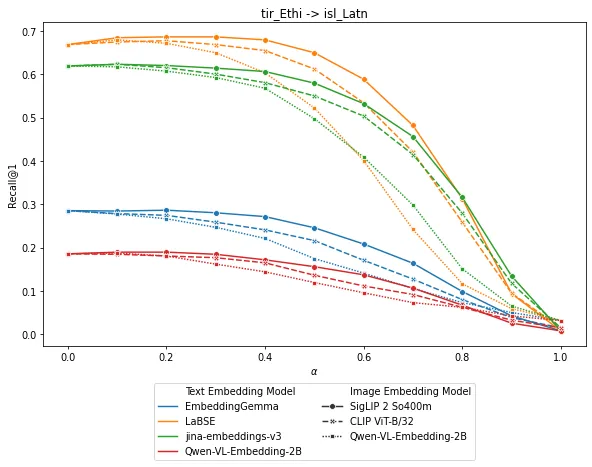 tir_Ethi -> isl_Latn
Recall@1
0.7
0.6
0.5
0.4
0.3
0.2
0.1
0.0
0.0 0.2 0.4 0.6 0.8 1.0
α
Text Embedding Model Image Embedding Model
EmbeddingGemma SigLIP 2 So400m
LaBSE CLIP ViT-B/32
jina-embeddings-v3 Qwen-VL-Embedding-2B
Qwen-VL-Embedding-2B